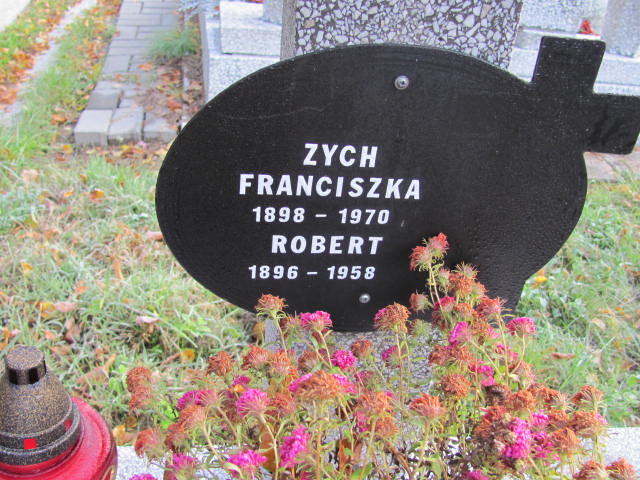 ZYCH
FRANCISZKA
1898 - 1970
ROBERT
1896 - 1958